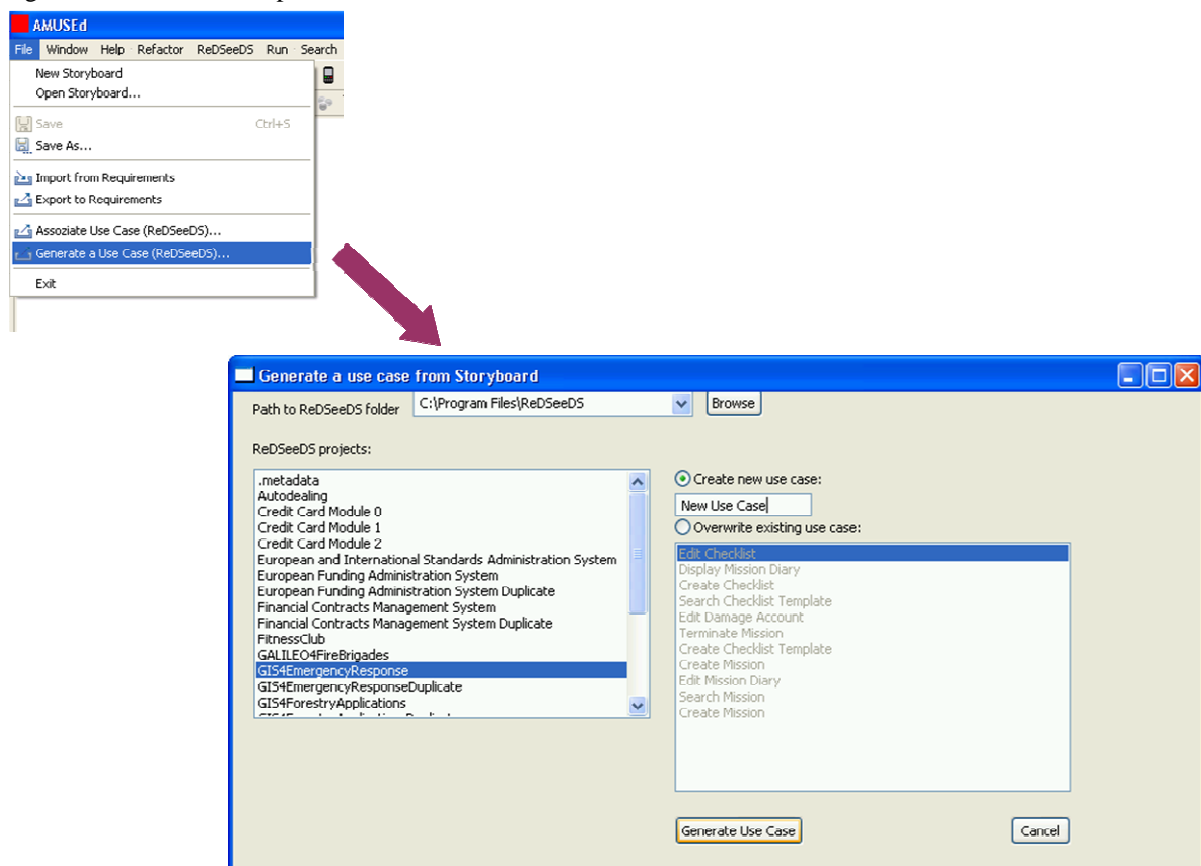 AMUSEd
File Window Help Refactor ReDSeeDS Run Search
New Storyboard
Open Storyboard...
Save Ctrl+S
Save As...
Import from Requirements
Export to Requirements
Assoziate Use Case (ReDSeeDS)...
Generate a Use Case (ReDSeeDS)...
Exit
Generate a use case from Storyboard
Path to ReDSeeDS folder C:\Program Files\ReDSeeDS Browse
ReDSeeDS projects:
.metadata
Autodealing
Credit Card Module 0
Credit Card Module 1
Credit Card Module 2
European and International Standards Administration System
European Funding Administration System
European Funding Administration System Duplicate
Financial Contracts Management System
Financial Contracts Management System Duplicate
FitnessClub
GALILEO4FireBrigades
GIS4EmergencyResponse
GIS4EmergencyResponseDuplicate
GIS4ForestryApplications
Create new use case:
New Use Case
Overwrite existing use case:
Edit Checklist
Display Mission Diary
Create Checklist
Search Checklist Template
Edit Damage Account
Terminate Mission
Create Checklist Template
Create Mission
Edit Mission Diary
Search Mission
Create Mission
Generate Use Case Cancel